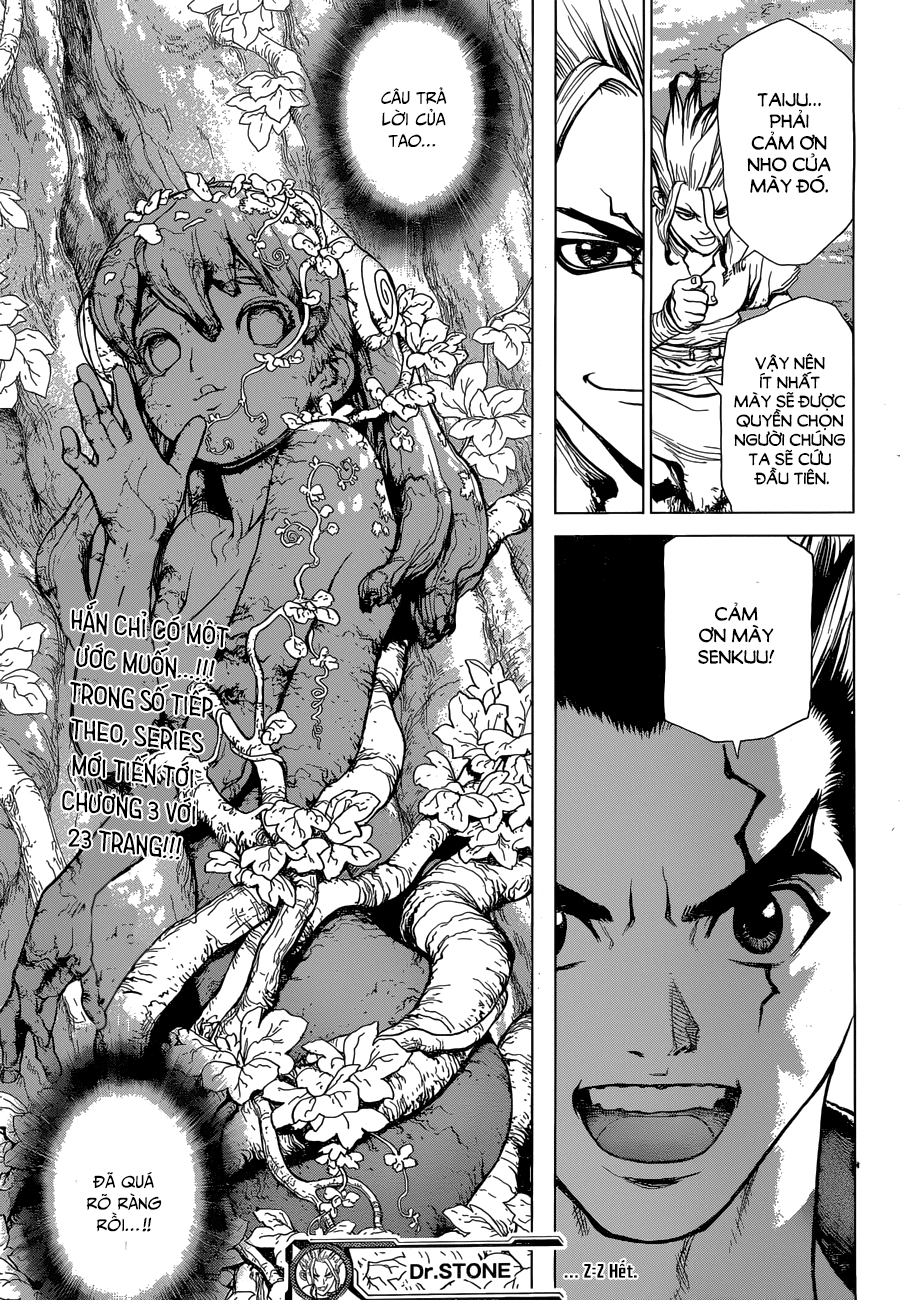 TAIJU...
PHẢI
CẢM ƠN
NHO CỦA
MÀY ĐÓ.
VẬY NÊN
ÍT NHẤT
MÀY SẼ ĐƯỢC
QUYỀN CHỌN
NGƯỜI CHÚNG
TA SẼ CỨU
ĐẦU TIÊN.
CẢM
ƠN MÀY
SENKUU!
CÂU TRẢ
LỜI CỦA
TAO...
HẮN CHỈ CÓ MỘT
ƯỚC MUỐN...!!!
TRONG SỐ TIẾP
THEO, SERIES
MỚI TIẾN TỚI
CHƯƠNG 3 VỚI
23 TRANG!!!
ĐÃ QUÁ
RÕ RÀNG
RỒI...!!
Dr.STONE
... Z=2 Hết.